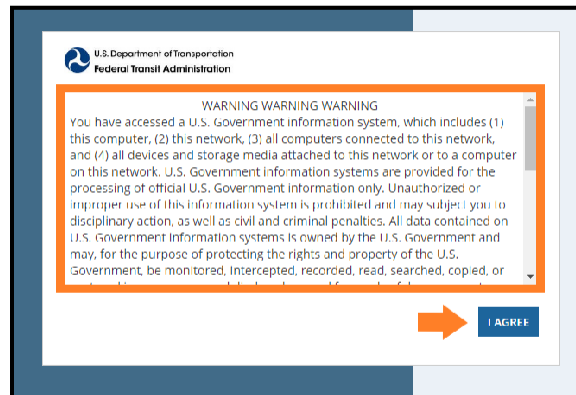 U.S. Department of Transportation
Federal Transit Administration
WARNING WARNING WARNING
You have accessed a U.S. Government information system, which includes (1)
this computer, (2) this network, (3) all computers connected to this network,
and (4) all devices and storage media attached to this network or to a computer
on this network. U.S. Government information systems are provided for the
processing of official U.S. Government information only. Unauthorized or
improper use of this information system is prohibited and may subject you to
disciplinary action, as well as civil and criminal penalties. All data contained on
U.S. Government information systems is owned by the U.S. Government and
may, for the purpose of protecting the rights and property of the U.S.
Government, be monitored, intercepted, recorded, read, searched, copied, or
I AGREE